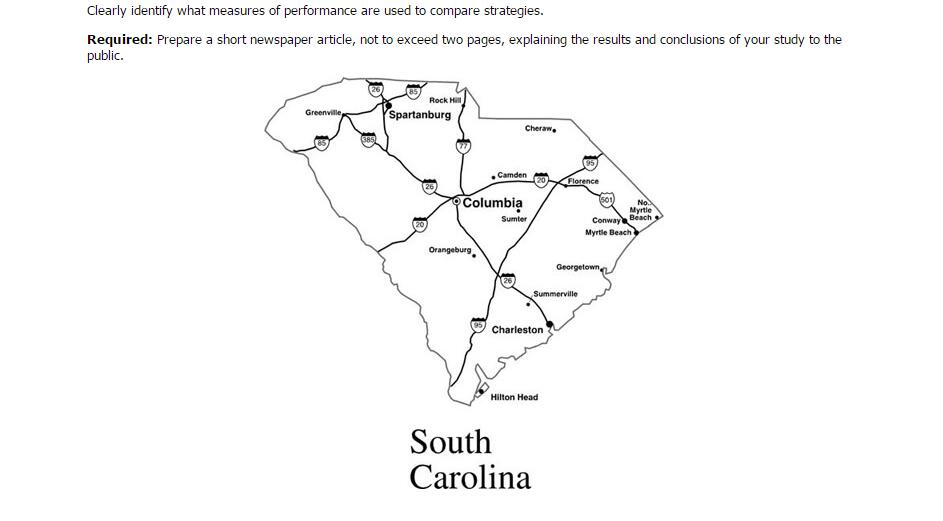 Clearly identify what measures of performance are used to compare strategies.
Required: Prepare a short newspaper article, not to exceed two pages, explaining the results and conclusions of your study to the
public.
26
85
Rock Hill
Greenville
Spartanburg
Cheraw
85
385
77
95
Camden
20
Florence
26
501
No.
Myrtle
Beach
Columbia
Sumter
Conway
20
Myrtle Beach
Orangeburg
Georgetown
26
Summerville
95
Charleston
Hilton Head
South
Carolina